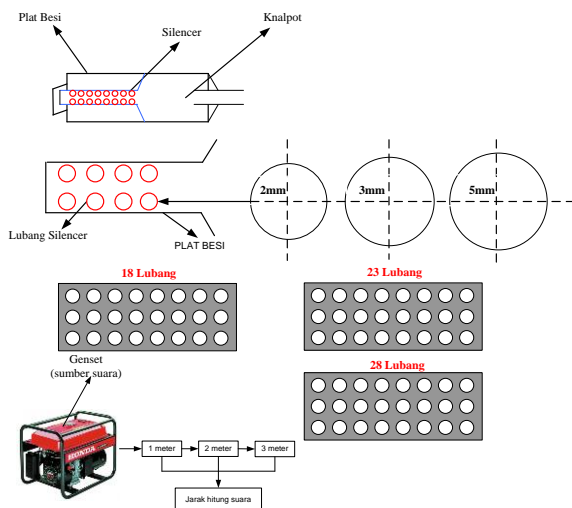 Plat Besi
Knalpot
Silencer
2mm
3mm
5mm
Lubang Silencer
PLAT BESI
18 Lubang
23 Lubang
28 Lubang
Genset
(sumber suara)
HONDA
1 meter
2 meter
3 meter
Jarak hitung suara